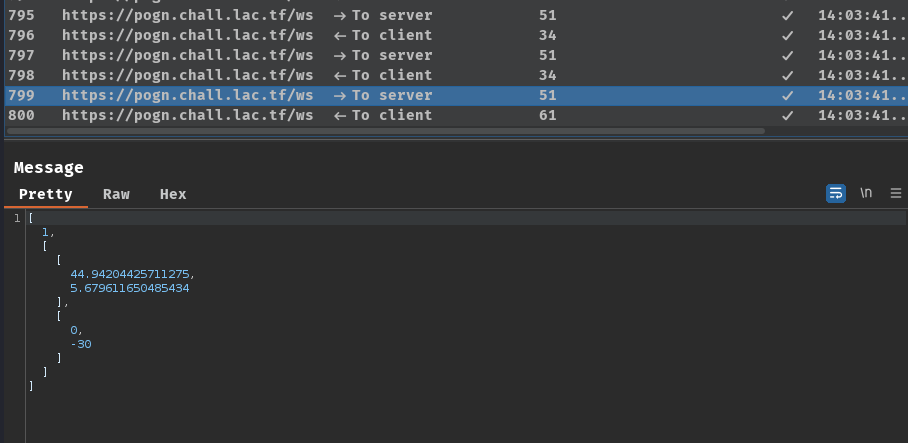 795 https://pogn.chall.lac.tf/ws → To server 51 ✓ 14:03:41...
796 https://pogn.chall.lac.tf/ws ← To client 34 ✓ 14:03:41...
797 https://pogn.chall.lac.tf/ws → To server 51 ✓ 14:03:41...
798 https://pogn.chall.lac.tf/ws ← To client 34 ✓ 14:03:41...
799 https://pogn.chall.lac.tf/ws → To server 51 ✓ 14:03:41...
800 https://pogn.chall.lac.tf/ws ← To client 61 ✓ 14:03:41...
Message
Pretty Raw Hex \n
1 [
1,
[
[
44.94204425711275,
5.679611650485434
],
[
0,
-30
]
]
]